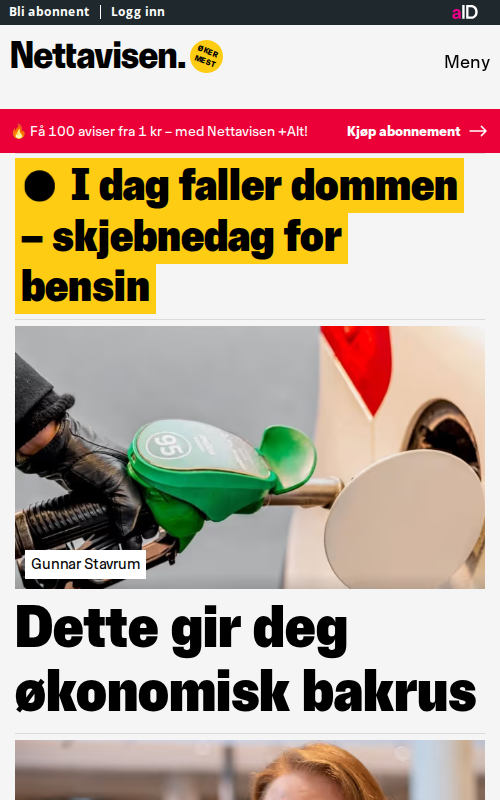 Bli abonnent | Logg inn
aID
Nettavisen.
ØKER
MEST
Meny
🔥 Få 100 aviser fra 1 kr – med Nettavisen +Alt!
Kjøp abonnement →
● I dag faller dommen
– skjebnedag for
bensin
95
Gunnar Stavrum
Dette gir deg
økonomisk bakrus